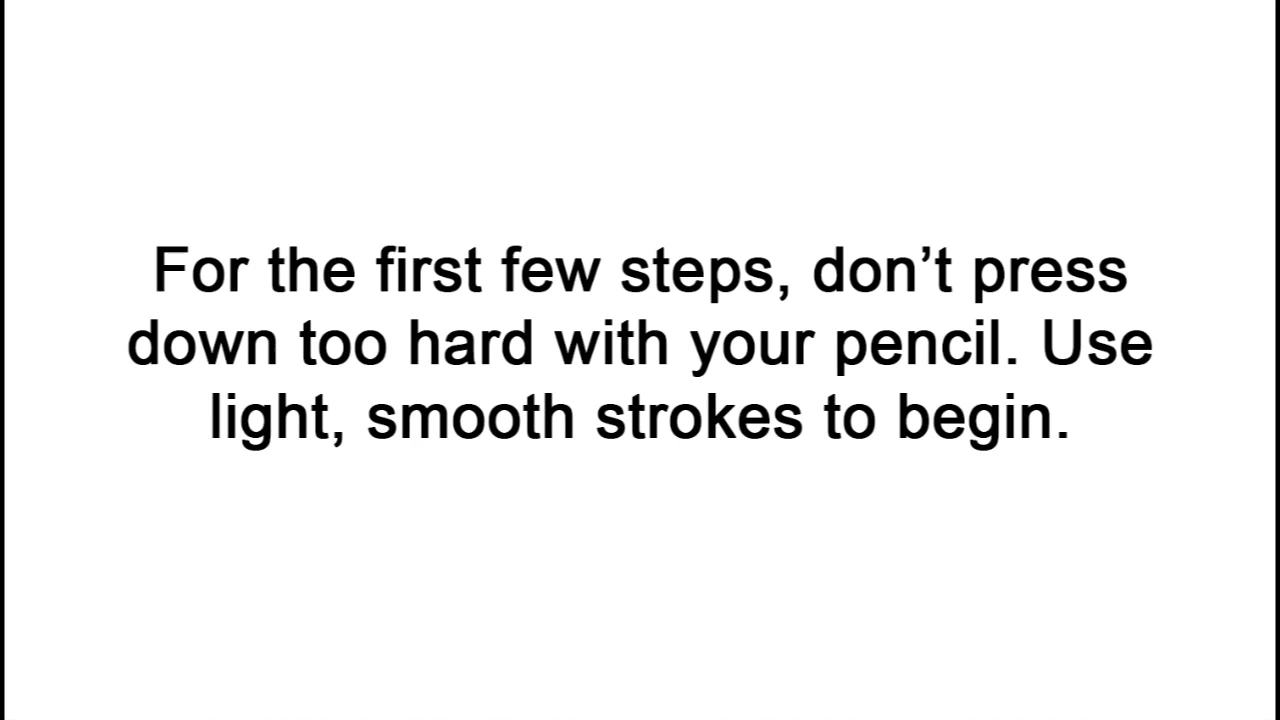 For the first few steps, don’t press
down too hard with your pencil. Use
light, smooth strokes to begin.